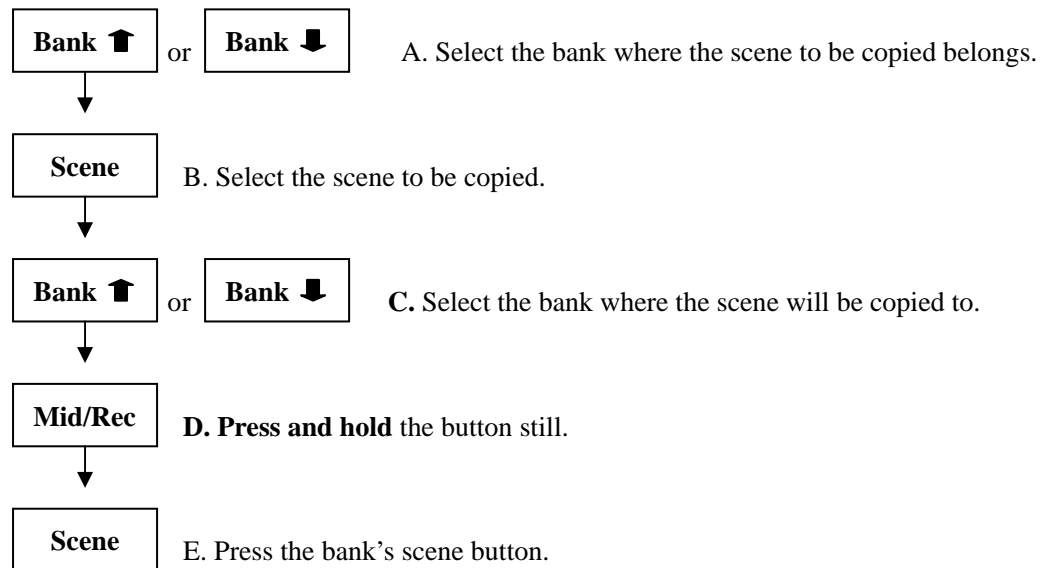 Bank ⬆ or Bank ⬇ A. Select the bank where the scene to be copied belongs.
Scene B. Select the scene to be copied.
Bank ⬆ or Bank ⬇ C. Select the bank where the scene will be copied to.
Mid/Rec D. Press and hold the button still.
Scene E. Press the bank’s scene button.